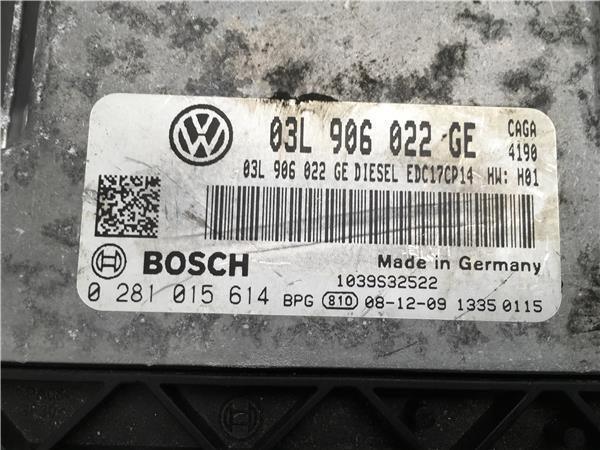 03L 906 022 GE CAGA
4190
03L 906 022 GE DIESEL EDC17CP14 HW: H01
BOSCH Made in Germany
1039S32522
0 281 015 614 BPG 810 08-12-09 1335 0115